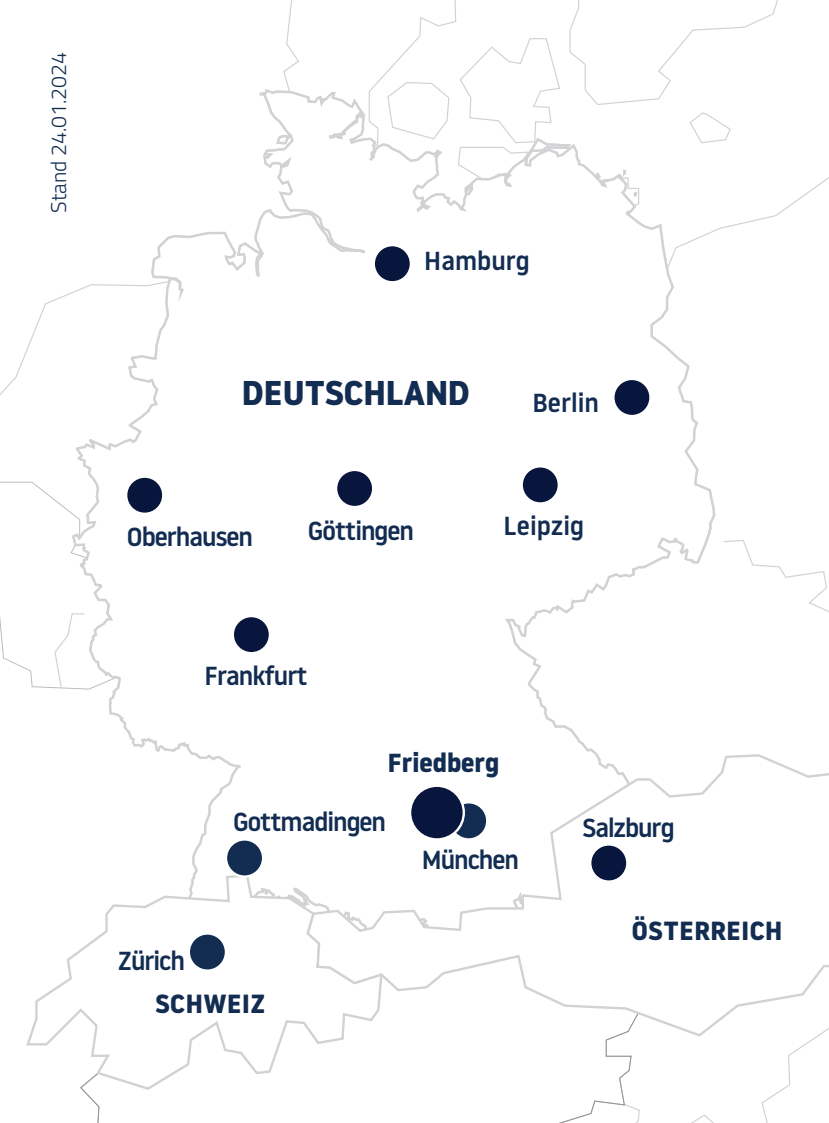 Stand 24.01.2024
Hamburg
DEUTSCHLAND
Berlin
Oberhausen
Göttingen
Leipzig
Frankfurt
Friedberg
Gottmadingen
München
Salzburg
ÖSTERREICH
Zürich
SCHWEIZ